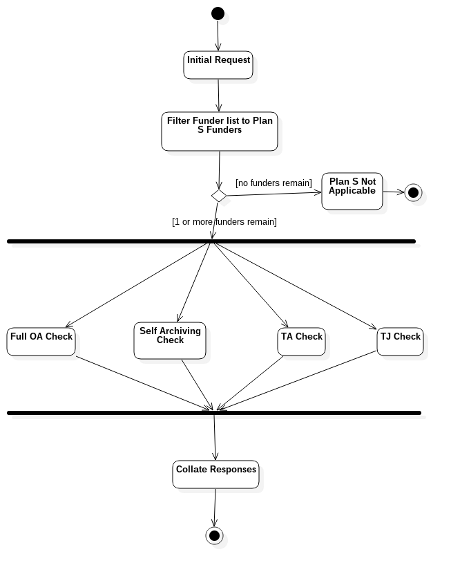 Initial Request
Filter Funder list to Plan
S Funders
[no funders remain]
Plan S Not
Applicable
[1 or more funders remain]
Full OA Check
Self Archiving
Check
TA Check
TJ Check
Collate Responses